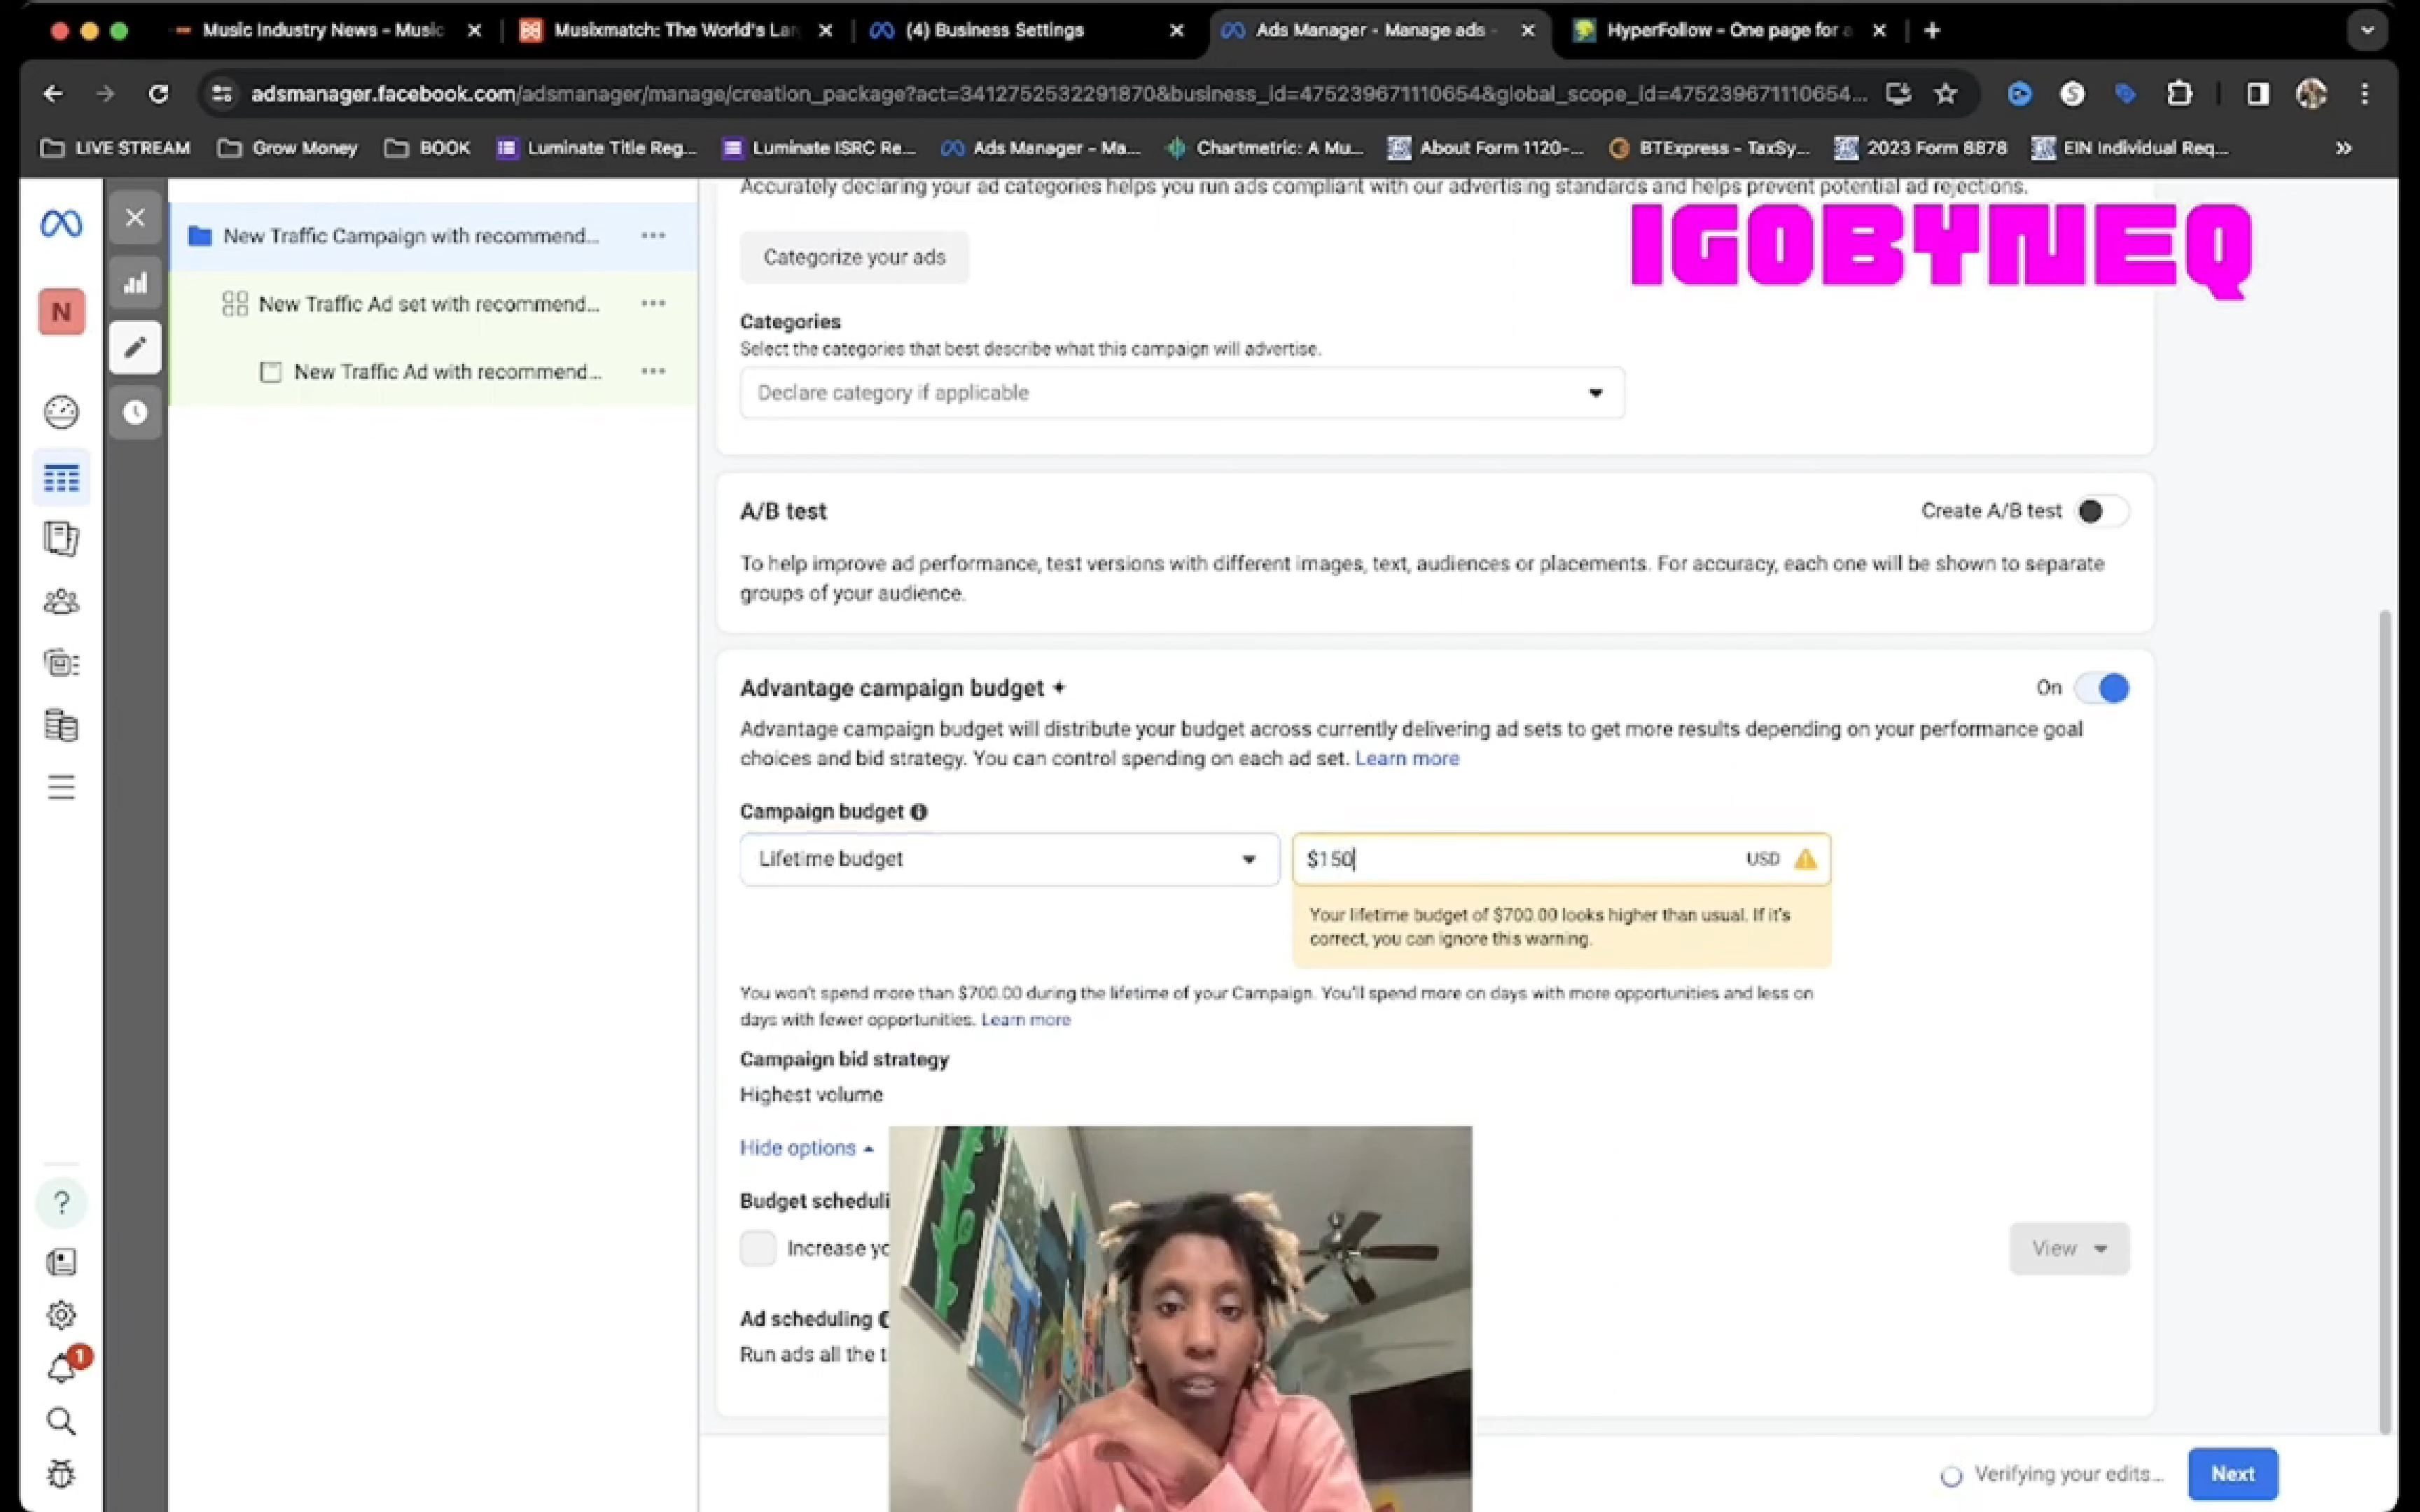 Music Industry News - Music
Musixmatch: The World's Lar
(4) Business Settings
Ads Manager - Manage ads -
HyperFollow - One page for a
adsmanager.facebook.com/adsmanager/manage/creation_package?act=3412752532291870&business_id=475239671110654&global_scope_id=475239671110654...
LIVE STREAM
Grow Money
BOOK
Luminate Title Reg...
Luminate ISRC Re...
Ads Manager - Ma...
Chartmetric: A Mu...
About Form 1120-...
BTExpress - TaxSy...
2023 Form 8878
EIN Individual Req...
N
New Traffic Campaign with recommend...
New Traffic Ad set with recommend...
New Traffic Ad with recommend...
Accurately declaring your ad categories helps you run ads compliant with our advertising standards and helps prevent potential ad rejections.
IGOBYNEQ
Categorize your ads
Categories
Select the categories that best describe what this campaign will advertise.
Declare category if applicable
A/B test
Create A/B test
To help improve ad performance, test versions with different images, text, audiences or placements. For accuracy, each one will be shown to separate
groups of your audience.
Advantage campaign budget
On
Advantage campaign budget will distribute your budget across currently delivering ad sets to get more results depending on your performance goal
choices and bid strategy. You can control spending on each ad set. Learn more
Campaign budget
Lifetime budget
$150
USD
Your lifetime budget of $700.00 looks higher than usual. If it's
correct, you can ignore this warning.
You won't spend more than $700.00 during the lifetime of your Campaign. You'll spend more on days with more opportunities and less on
days with fewer opportunities. Learn more
Campaign bid strategy
Highest volume
Hide options
Budget scheduli
Increase yo
View
Ad scheduling
Run ads all the t
1
Verifying your edits...
Next